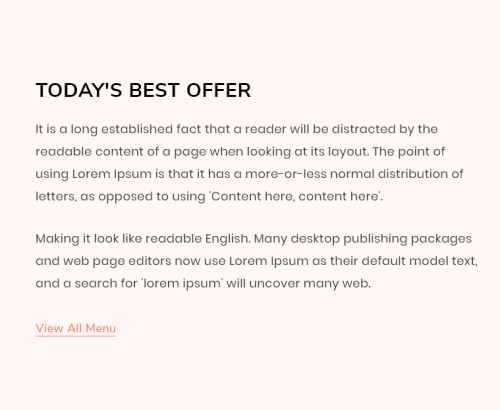 TODAY'S BEST OFFER
It is a long established fact that a reader will be distracted by the
readable content of a page when looking at its layout. The point of
using Lorem Ipsum is that it has a more-or-less normal distribution of
letters, as opposed to using 'Content here, content here'.
Making it look like readable English. Many desktop publishing packages
and web page editors now use Lorem Ipsum as their default model text,
and a search for 'lorem ipsum' will uncover many web.
View All Menu